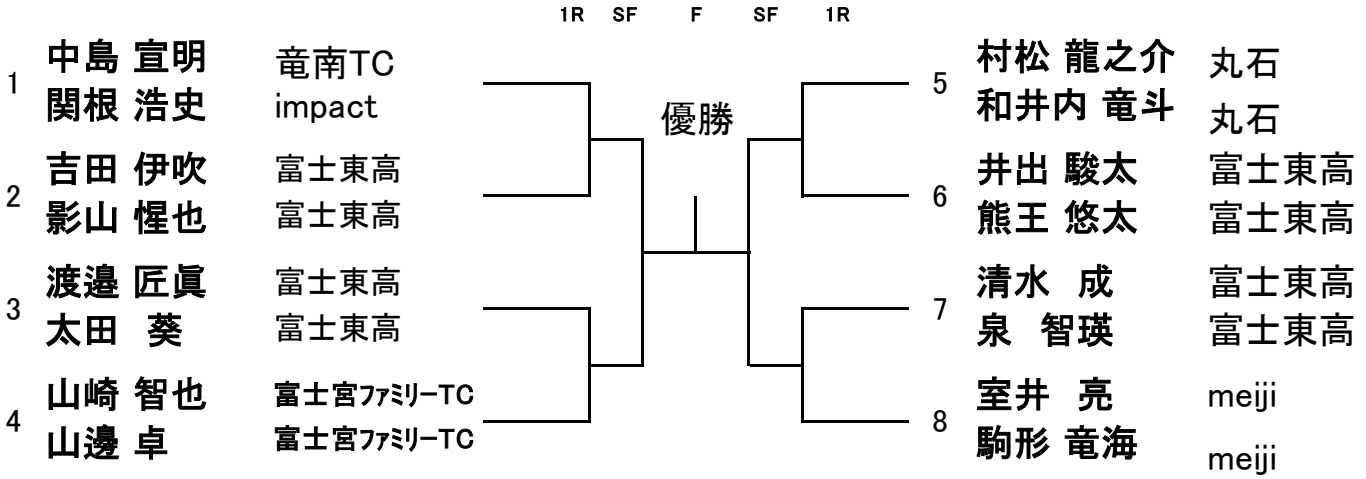 1R SF F SF 1R
1 中島 宣明 竜南TC
関根 浩史 impact
2 吉田 伊吹 富士東高
影山 惺也 富士東高
3 渡邉 匠眞 富士東高
太田 葵 富士東高
4 山崎 智也 富士宮ファミリーTC
山邊 卓 富士宮ファミリーTC
優勝
5 村松 龍之介 丸石
和井内 竜斗 丸石
6 井出 駿太 富士東高
熊王 悠太 富士東高
7 清水 成 富士東高
泉 智瑛 富士東高
8 室井 亮 meiji
駒形 竜海 meiji